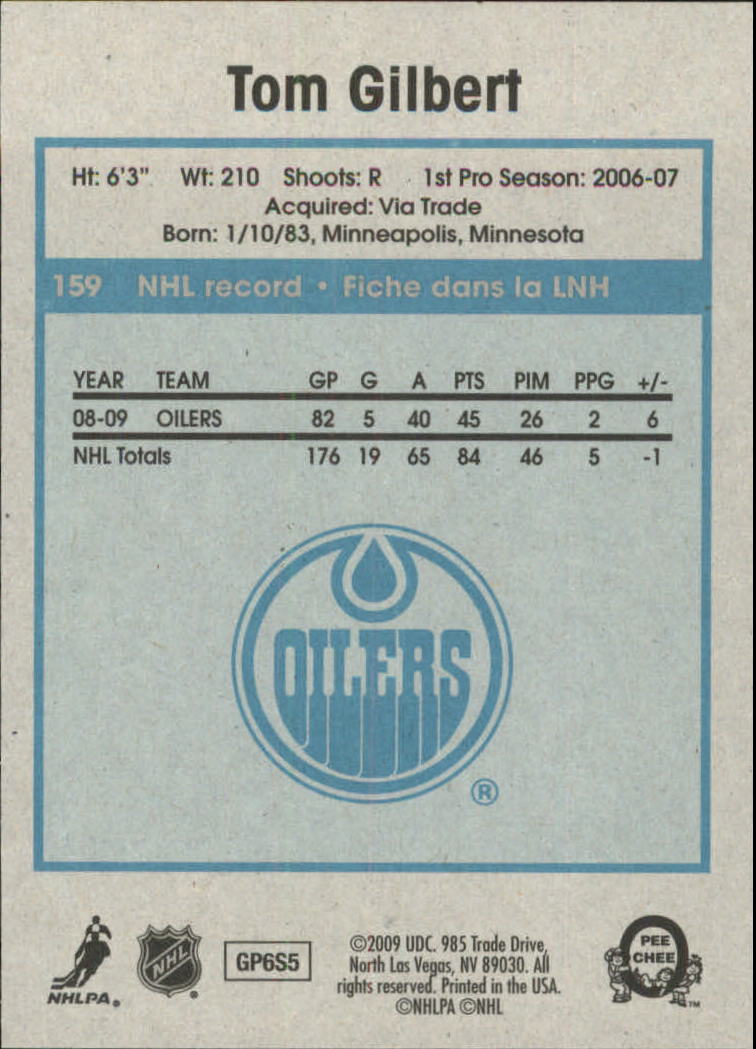 Tom Gilbert
Ht: 6'3" Wt: 210 Shoots: R 1st Pro Season: 2006-07
Acquired: Via Trade
Born: 1/10/83, Minneapolis, Minnesota
159 NHL record • Fiche dans la LNH
YEAR TEAM GP G A PTS PIM PPG +/-
08-09 OILERS 82 5 40 45 26 2 6
NHL Totals 176 19 65 84 46 5 -1
OILERS
®
NHLPA®
NHL®
GP6S5
©2009 UDC. 985 Trade Drive,
North Las Vegas, NV 89030. All
rights reserved. Printed in the USA.
©NHLPA ©NHL
O
PEE
CHEE
TM